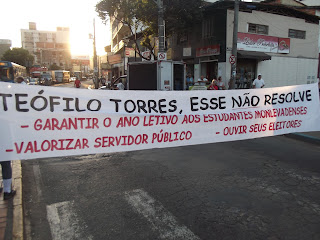 TEÓFILO TORRES, ESSE NÃO RESOLVE
- GARANTIR O ANO LETIVO AOS ESTUDANTES MONLEVADENSES
-VALORIZAR SERVIDOR PÚBLICO - OUVIR SEUS ELEITORES